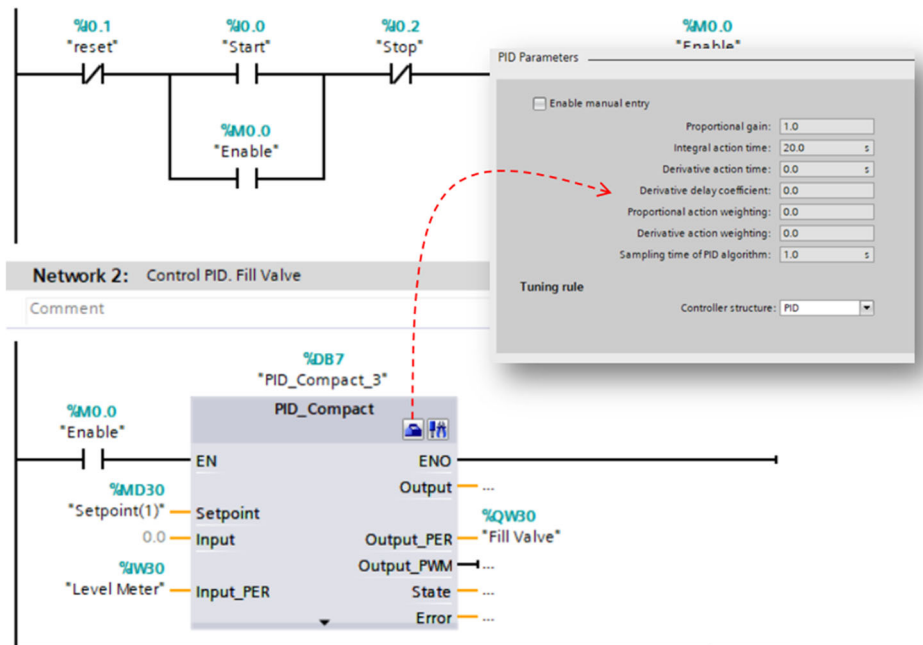 %I0.1 %I0.0 %I0.2 %M0.0
"reset" "Start" "Stop" "Enable"
%M0.0
"Enable"
PID Parameters
Enable manual entry
Proportional gain: 1.0
Integral action time: 20.0 s
Derivative action time: 0.0 s
Derivative delay coefficient: 0.0
Proportional action weighting: 0.0
Derivative action weighting: 0.0
Sampling time of PID algorithm: 1.0 s
Tuning rule
Controller structure: PID
Network 2: Control PID. Fill Valve
Comment
%DB7
"PID_Compact_3"
PID_Compact
%M0.0
"Enable"
EN ENO
%MD30
"Setpoint(1)" Setpoint
Output ...
0.0 Input
%QW30
Output_PER "Fill Valve"
%IW30
"Level Meter" Input_PER
Output_PWM ...
State ...
Error ...